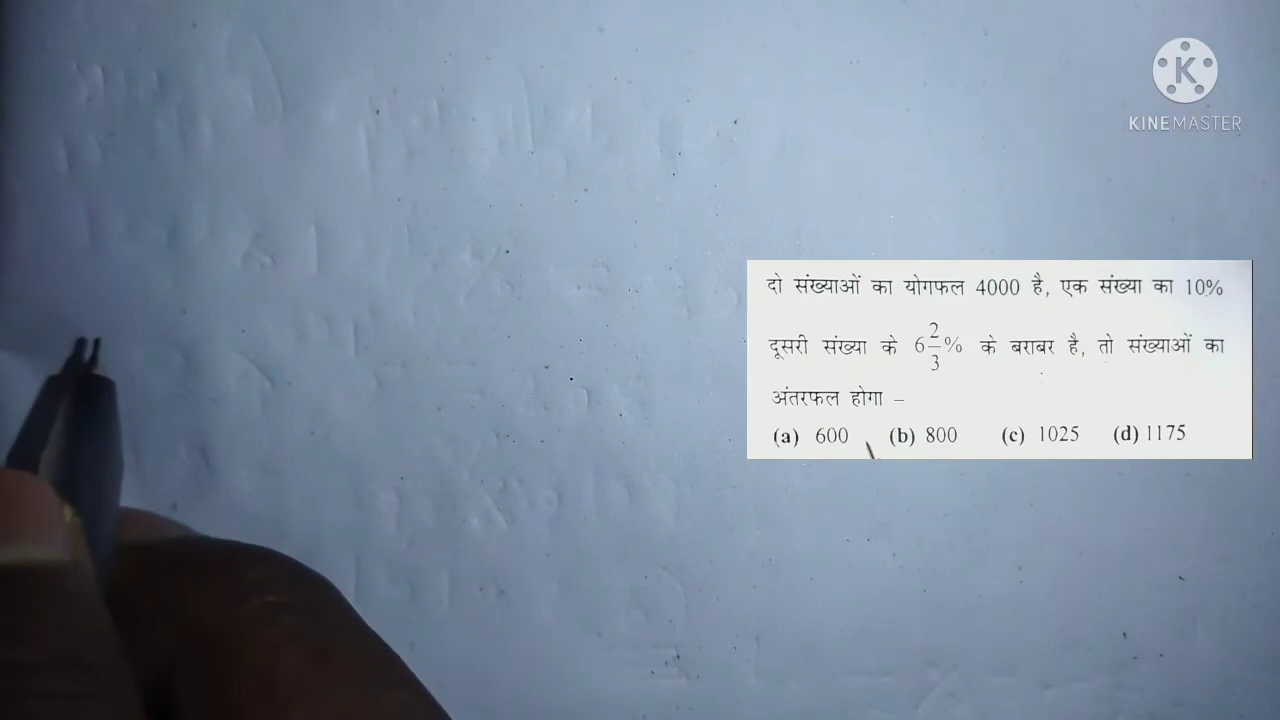 K
KINEMASTER
दो संख्याओं का योगफल 4000 है, एक संख्या का 10%
दूसरी संख्या के 6 2/3 % के बराबर है, तो संख्याओं का
अंतरफल होगा –
(a) 600 (b) 800 (c) 1025 (d) 1175